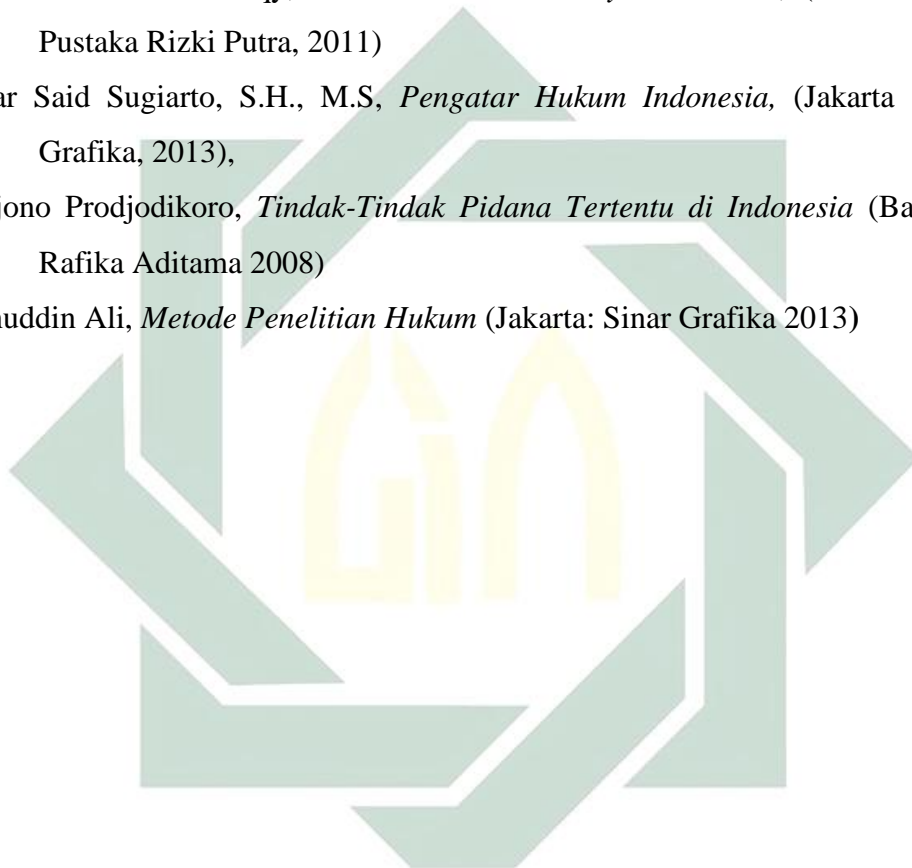 Pustaka Rizki Putra, 2011)
ar Said Sugiarto, S.H., M.S, Pengatar Hukum Indonesia, (Jakarta
Grafika, 2013),
jono Prodjodikoro, Tindak-Tindak Pidana Tertentu di Indonesia (Ba
Rafika Aditama 2008)
nuddin Ali, Metode Penelitian Hukum (Jakarta: Sinar Grafika 2013)